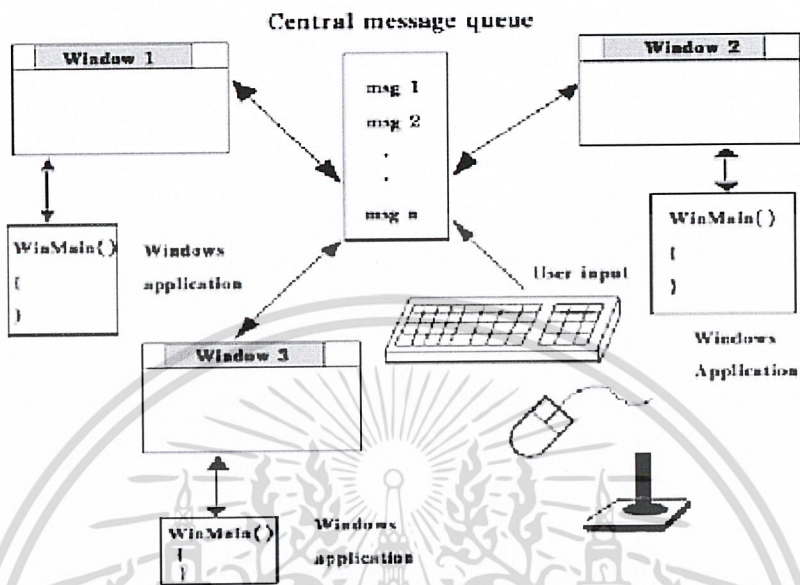 Central message queue
Window 1
msg 1
msg 2
.
.
msg n
Window 2
WinMain()
{
}
Windows
application
User input
WinMain()
{
}
Windows
Application
Window 3
WinMain()
{
}
Windows
application